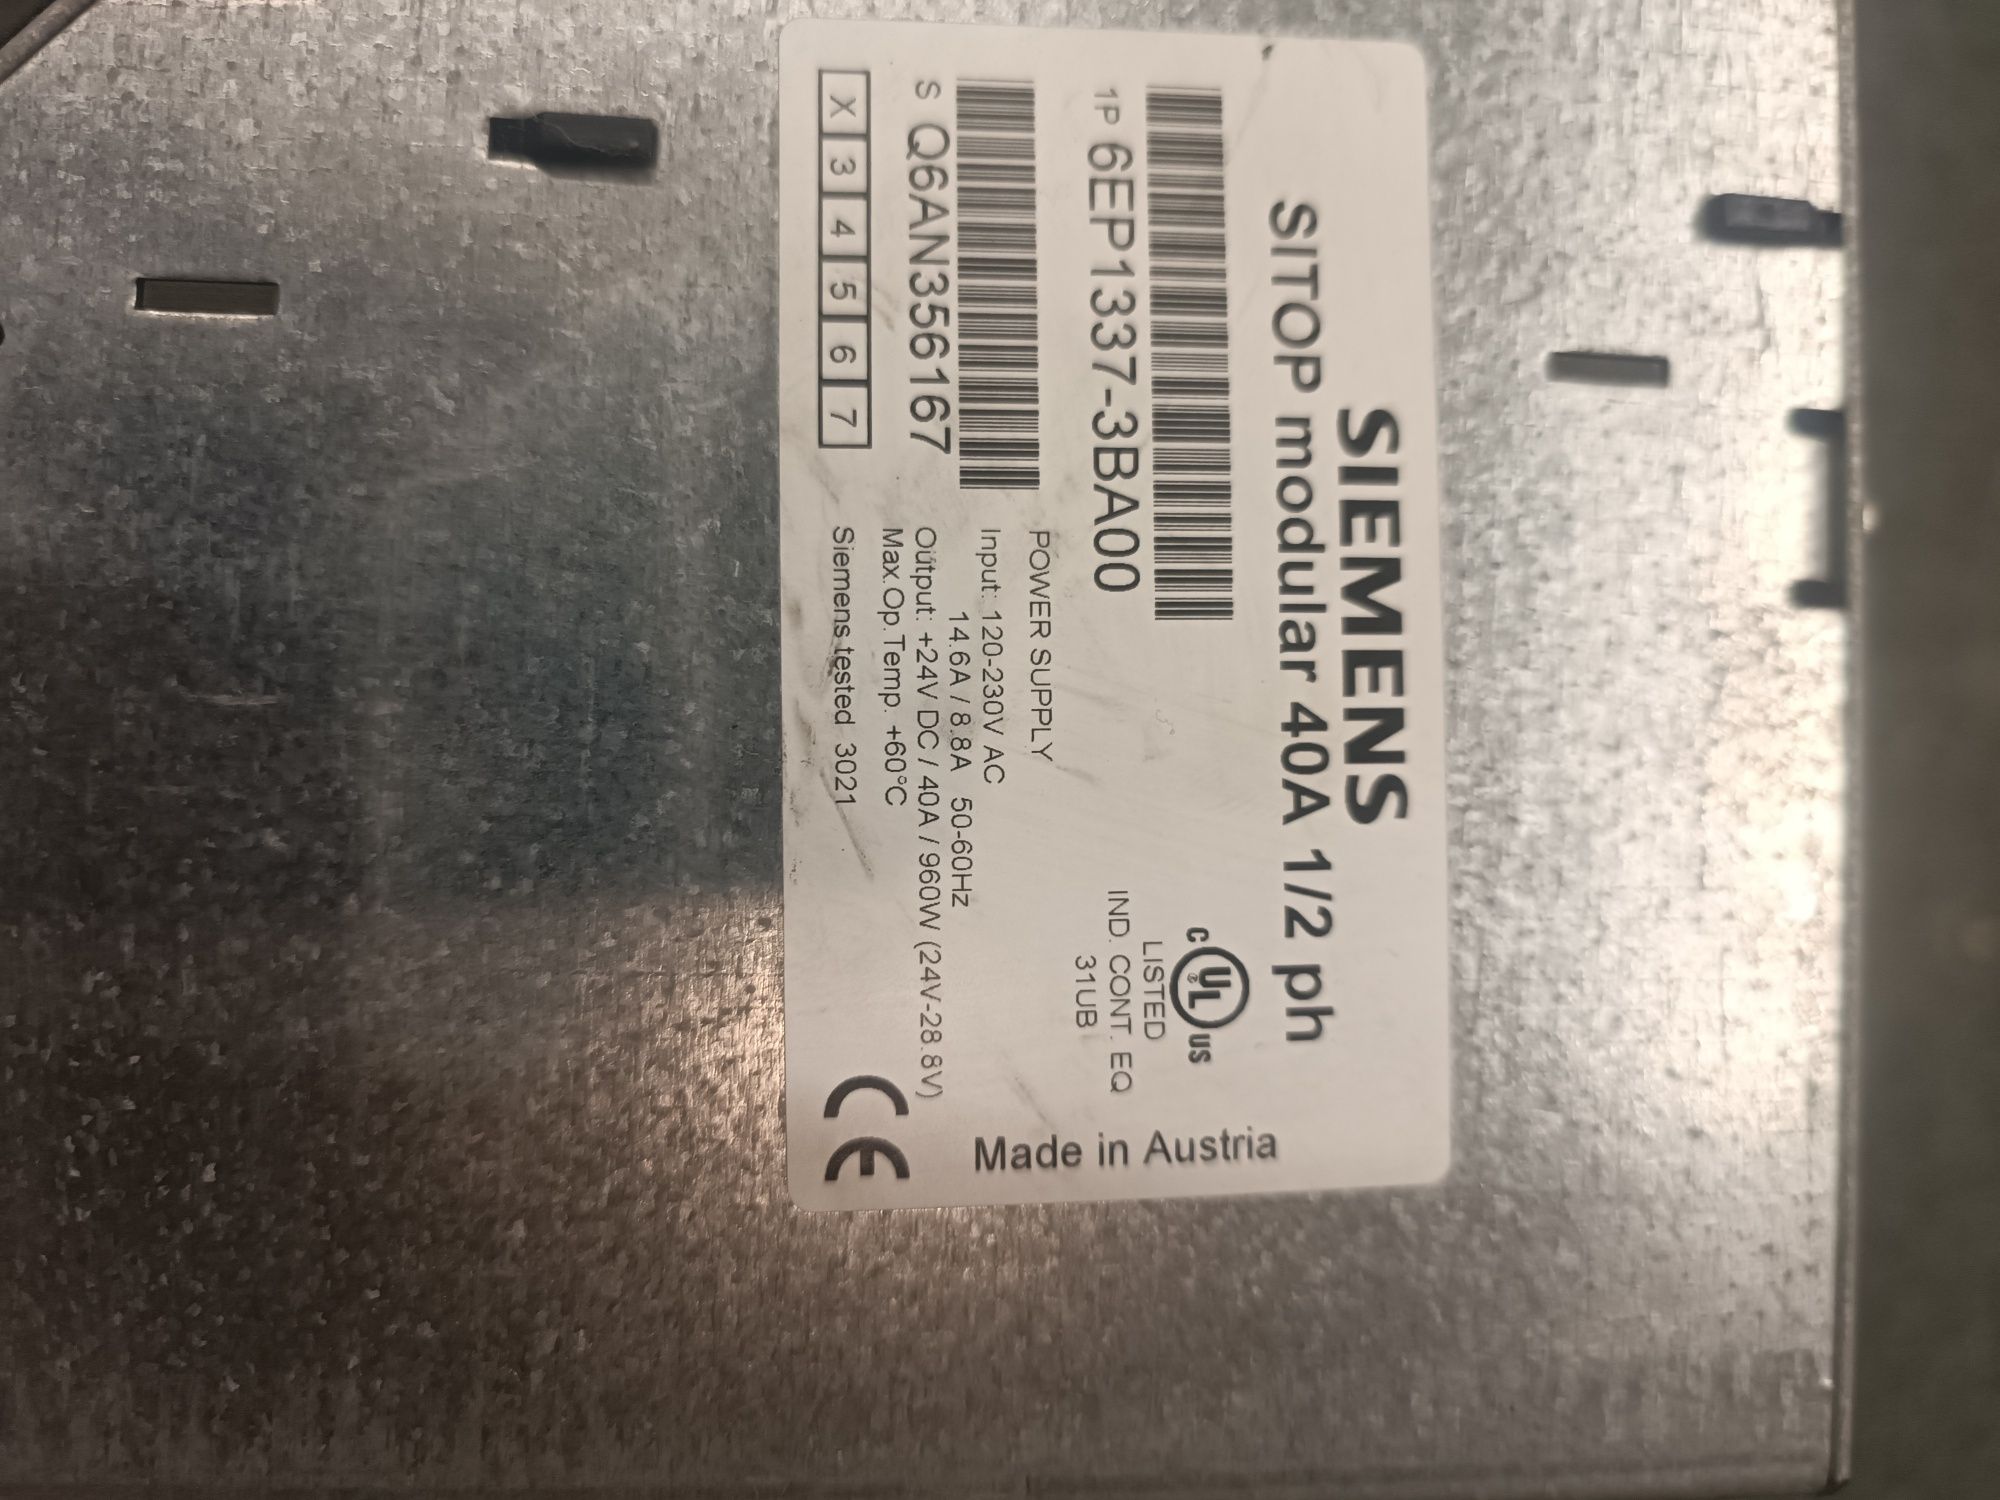 SIEMENS
SITOP modular 40A 1/2 ph
1P 6EP1337-3BA00
C UL ® US
LISTED
IND. CONT. EQ
31UB
S Q6AN356167
X 3 4 5 6 7
POWER SUPPLY
Input: 120-230V AC
14.6A / 8.8A 50-60Hz
Output: +24V DC / 40A / 960W (24V-28.8V)
Max.Op.Temp. +60°C
Siemens tested 3021
Made in Austria
CE